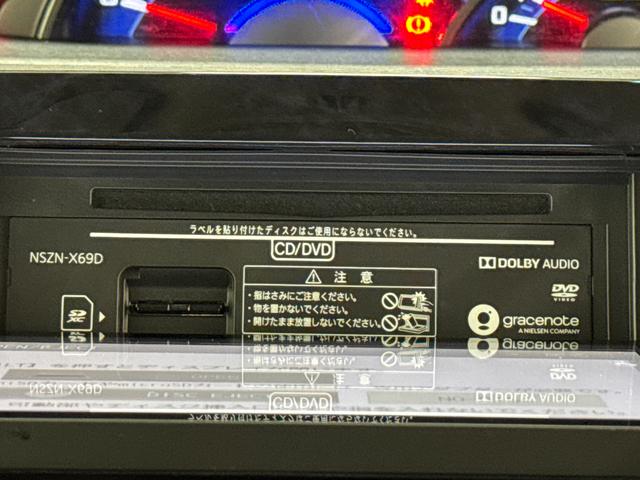 0
0
ラベルを貼り付けたディスクはご使用にならないでください。
CD/DVD
NSZN-X69D
DOLBY AUDIO
⚠ 注 意
・指はさみにご注意ください。
・物を置かないでください。
・開けたまま放置しないでください。
SD
XC
DVD
VIDEO
gracenote
A NIELSEN COMPANY